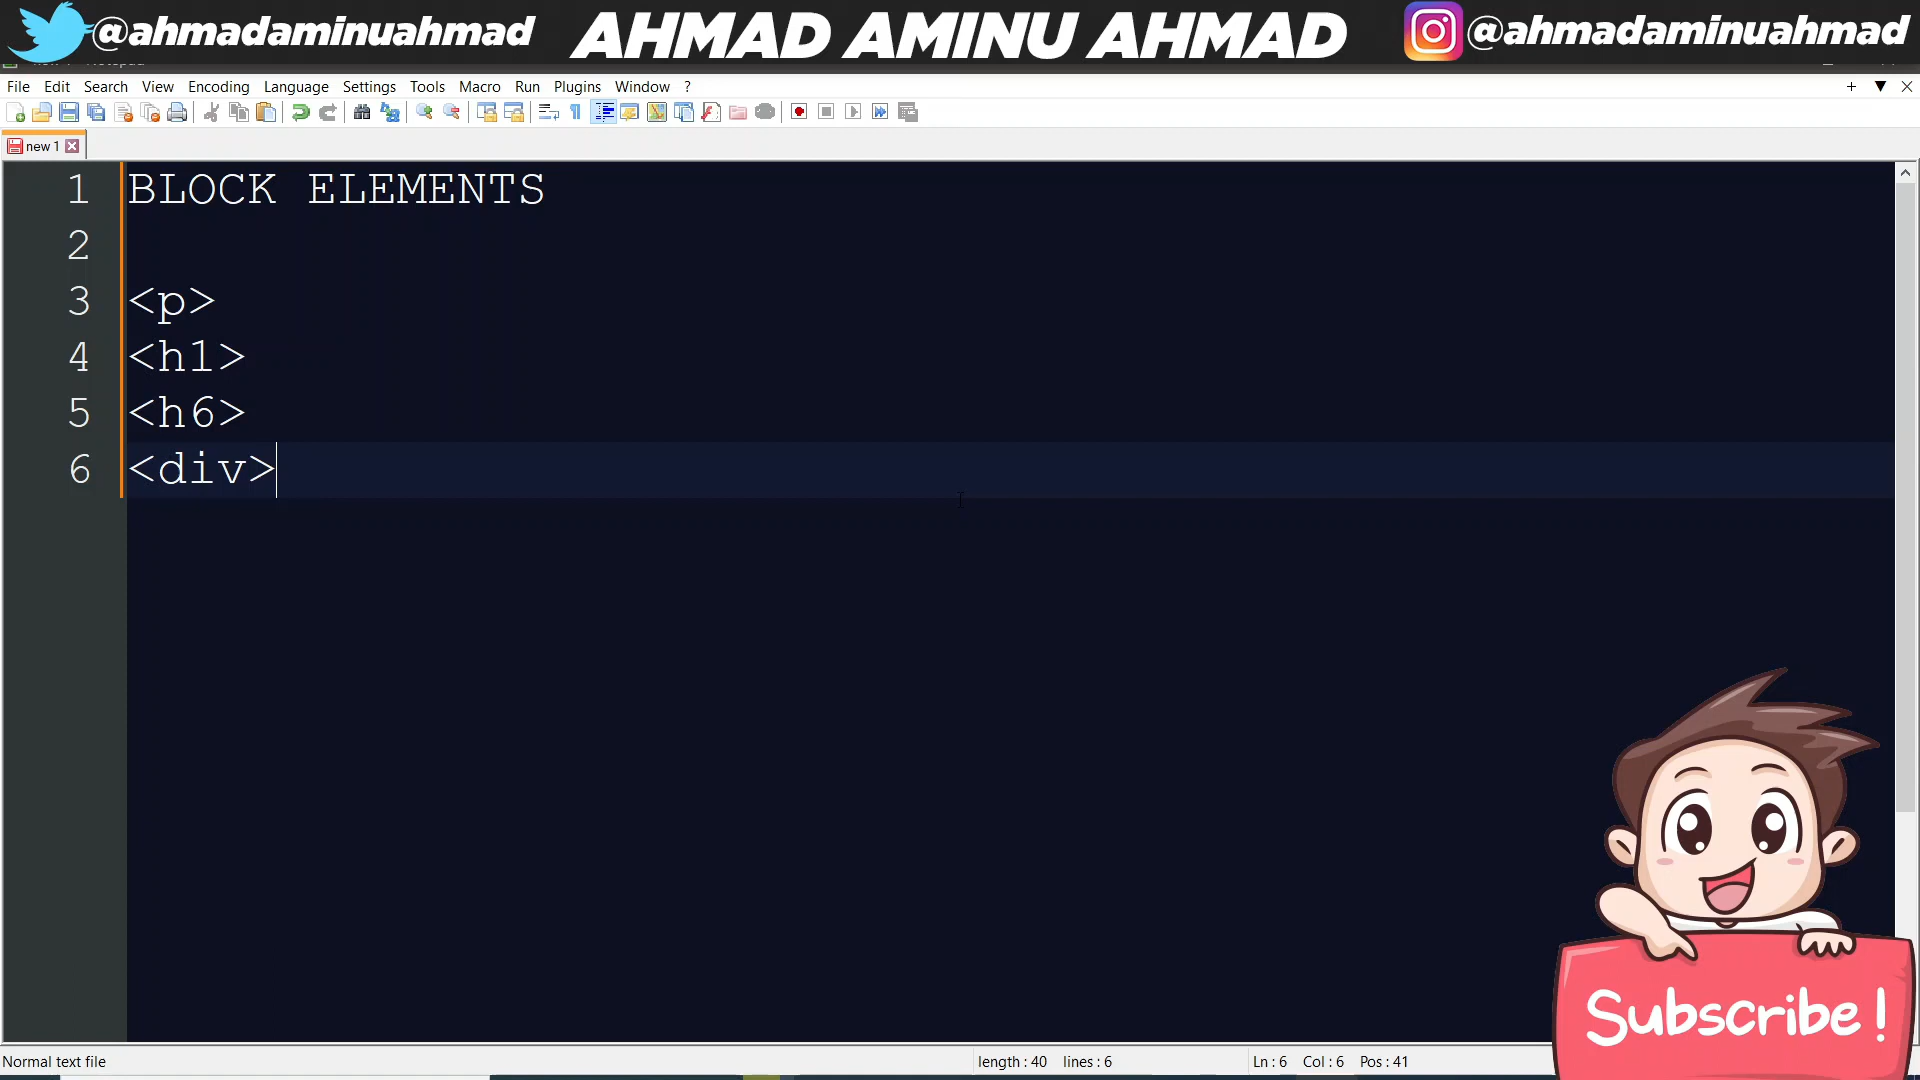 @ahmadaminuahmad AHMAD AMINU AHMAD @ahmadaminuahmad
File Edit Search View Encoding Language Settings Tools Macro Run Plugins Window ?
new 1
1 BLOCK ELEMENTS
2
3 <p>
4 <h1>
5 <h6>
6 <div>
Subscribe!
Normal text file length : 40 lines : 6 Ln : 6 Col : 6 Pos : 41